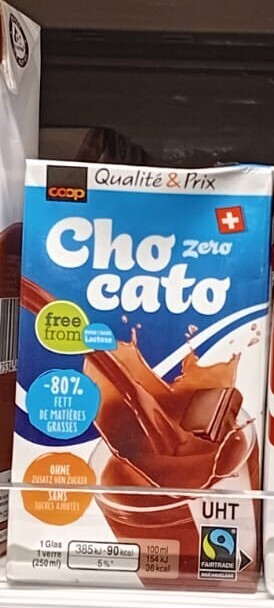 coop
Qualité & Prix
Cho Zero
cato
free
from
Lactose
-80%
FETT
DE MATIÈRES
GRASSES
OHNE
ZUSATZ VON ZUCKER
SANS
SUCRES AJOUTÉS
UHT
1 Glas
1 verre
(250 ml)
385 kJ - 90 kcal
5%*
100 ml
154 kJ
36 kcal
FAIRTRADE